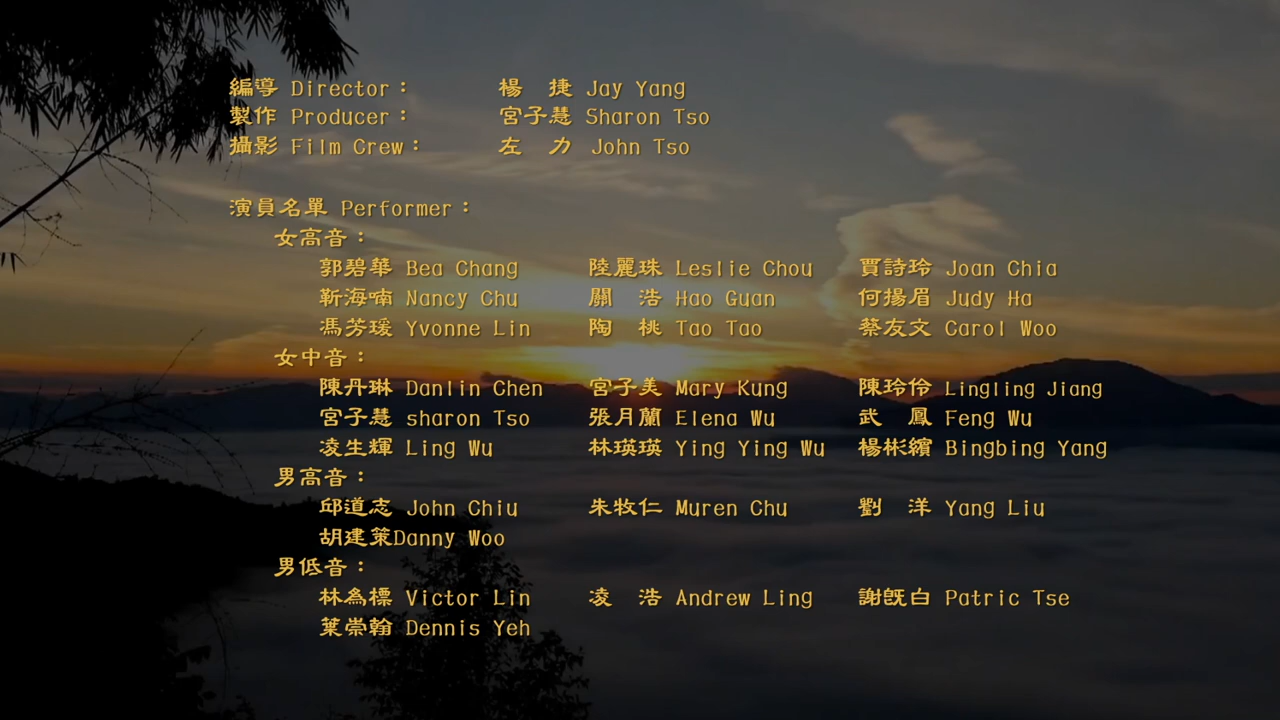 編導 Director： 楊 捷 Jay Yang
製作 Producer： 宮子慧 Sharon Tso
攝影 Film Crew： 左 力 John Tso
演員名單 Performer：
女高音：
郭碧華 Bea Chang 陸麗珠 Leslie Chou 賈詩玲 Joan Chia
靳海喃 Nancy Chu 關 浩 Hao Guan 何揚眉 Judy Ha
馮芳瑗 Yvonne Lin 陶 桃 Tao Tao 蔡友文 Carol Woo
女中音：
陳丹琳 Danlin Chen 宮子美 Mary Kung 陳玲伶 Lingling Jiang
宮子慧 sharon Tso 張月蘭 Elena Wu 武 鳳 Feng Wu
凌生輝 Ling Wu 林瑛瑛 Ying Ying Wu 楊彬繽 Bingbing Yang
男高音：
邱道志 John Chiu 朱牧仁 Muren Chu 劉 洋 Yang Liu
胡建策Danny Woo
男低音：
林為標 Victor Lin 凌 浩 Andrew Ling 謝既白 Patric Tse
葉崇翰 Dennis Yeh